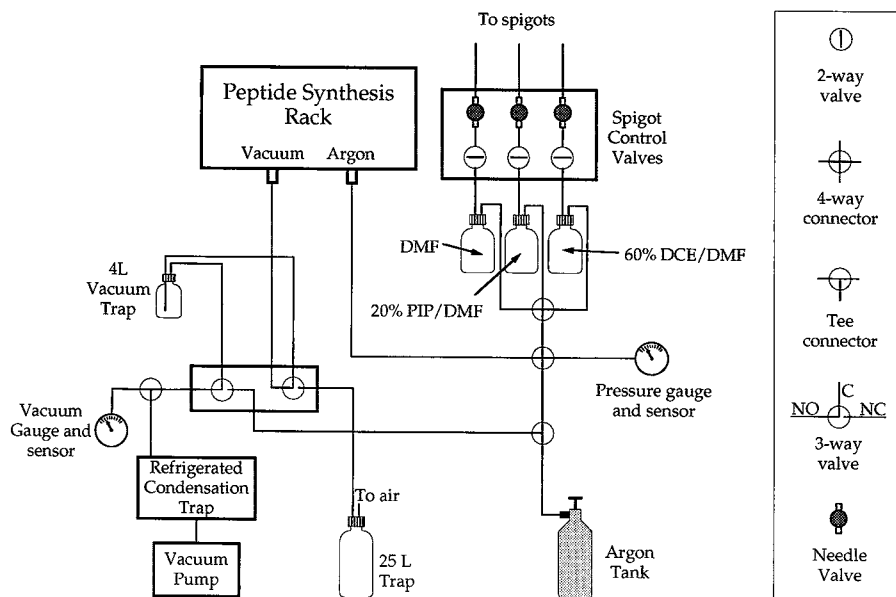 To spigots
Peptide Synthesis
Rack
Vacuum Argon
Spigot
Control
Valves
DMF
60% DCE/DMF
20% PIP/DMF
4L
Vacuum
Trap
Pressure gauge
and sensor
Vacuum
Gauge and
sensor
Refrigerated
Condensation
Trap
Vacuum
Pump
To air
25 L
Trap
Argon
Tank
2-way
valve
4-way
connector
Tee
connector
C
NO NC
3-way
valve
Needle
Valve